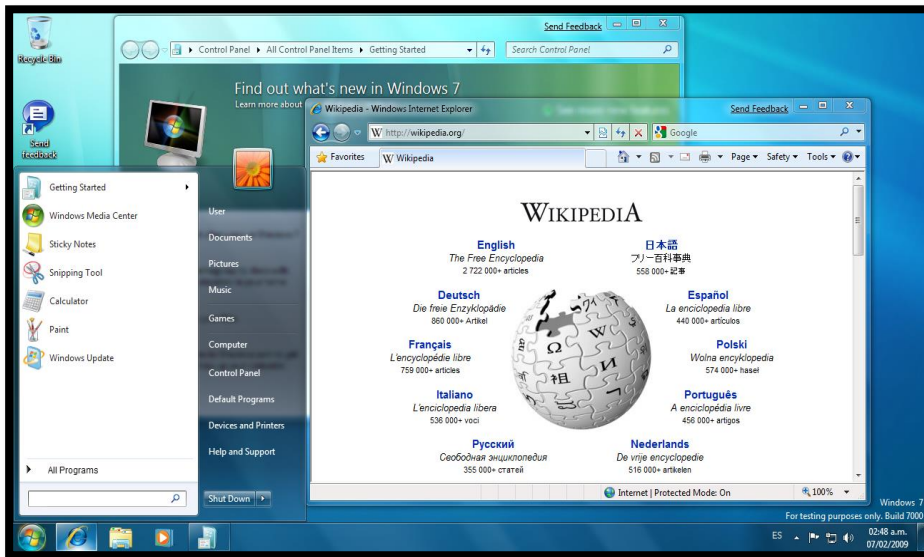 Recycle Bin
Send
feedback
Send Feedback
Control Panel ▸ All Control Panel Items ▸ Getting Started
Search Control Panel
Find out what's new in Windows 7
Learn more about
Wikipedia - Windows Internet Explorer
Send Feedback
http://wikipedia.org/
Google
Favorites
Wikipedia
Page
Safety
Tools
WIKIPEDIA
English
The Free Encyclopedia
2 722 000+ articles
日本語
フリー百科事典
558 000+ 記事
Deutsch
Die freie Enzyklopädie
860 000+ Artikel
Español
La enciclopedia libre
440 000+ artículos
Français
L'encyclopédie libre
759 000+ articles
Polski
Wolna encyklopedia
574 000+ haseł
Italiano
L'enciclopedia libera
536 000+ voci
Português
A enciclopédia livre
456 000+ artigos
Русский
Свободная энциклопедия
355 000+ статей
Nederlands
De vrije encyclopedie
516 000+ artikelen
Internet | Protected Mode: On
100%
Getting Started
Windows Media Center
Sticky Notes
Snipping Tool
Calculator
Paint
Windows Update
All Programs
User
Documents
Pictures
Music
Games
Computer
Control Panel
Default Programs
Devices and Printers
Help and Support
Shut Down
Windows 7
For testing purposes only. Build 7000
ES
02:48 a.m.
07/02/2009